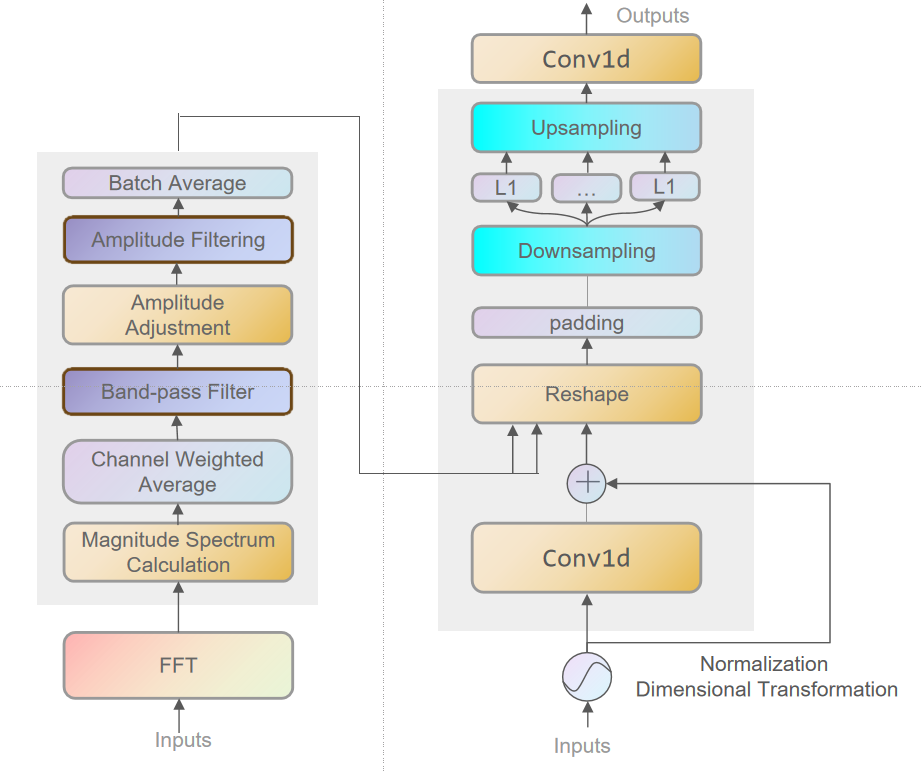 Outputs
Conv1d
Upsampling
L1
...
L1
Downsampling
padding
Reshape
Conv1d
Normalization
Dimensional Transformation
Inputs
Batch Average
Amplitude Filtering
Amplitude
Adjustment
Band-pass Filter
Channel Weighted
Average
Magnitude Spectrum
Calculation
FFT
Inputs